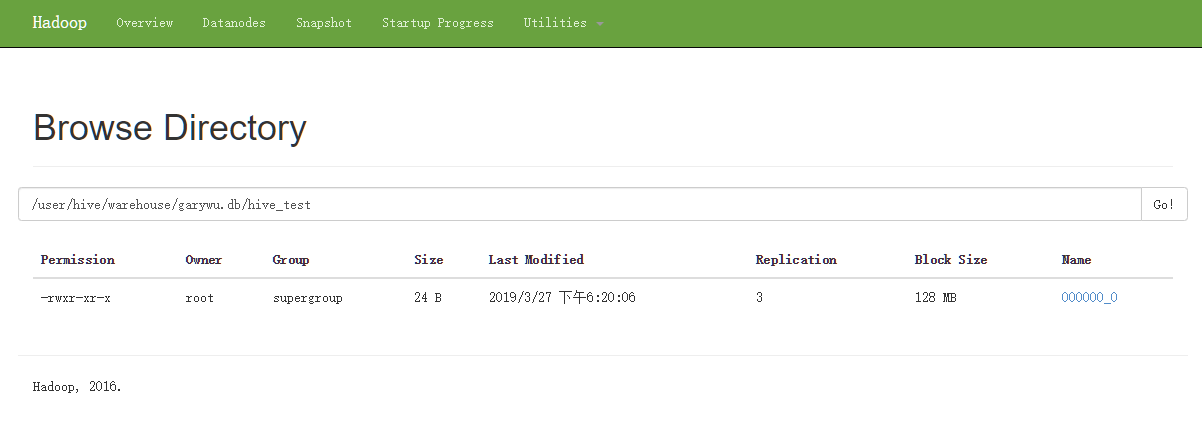 Hadoop Overview Datanodes Snapshot Startup Progress Utilities
Browse Directory
/user/hive/warehouse/garywu.db/hive_test Go!
Permission Owner Group Size Last Modified Replication Block Size Name
-rwxr-xr-x root supergroup 24 B 2019/3/27 下午6:20:06 3 128 MB 000000_0
Hadoop, 2016.